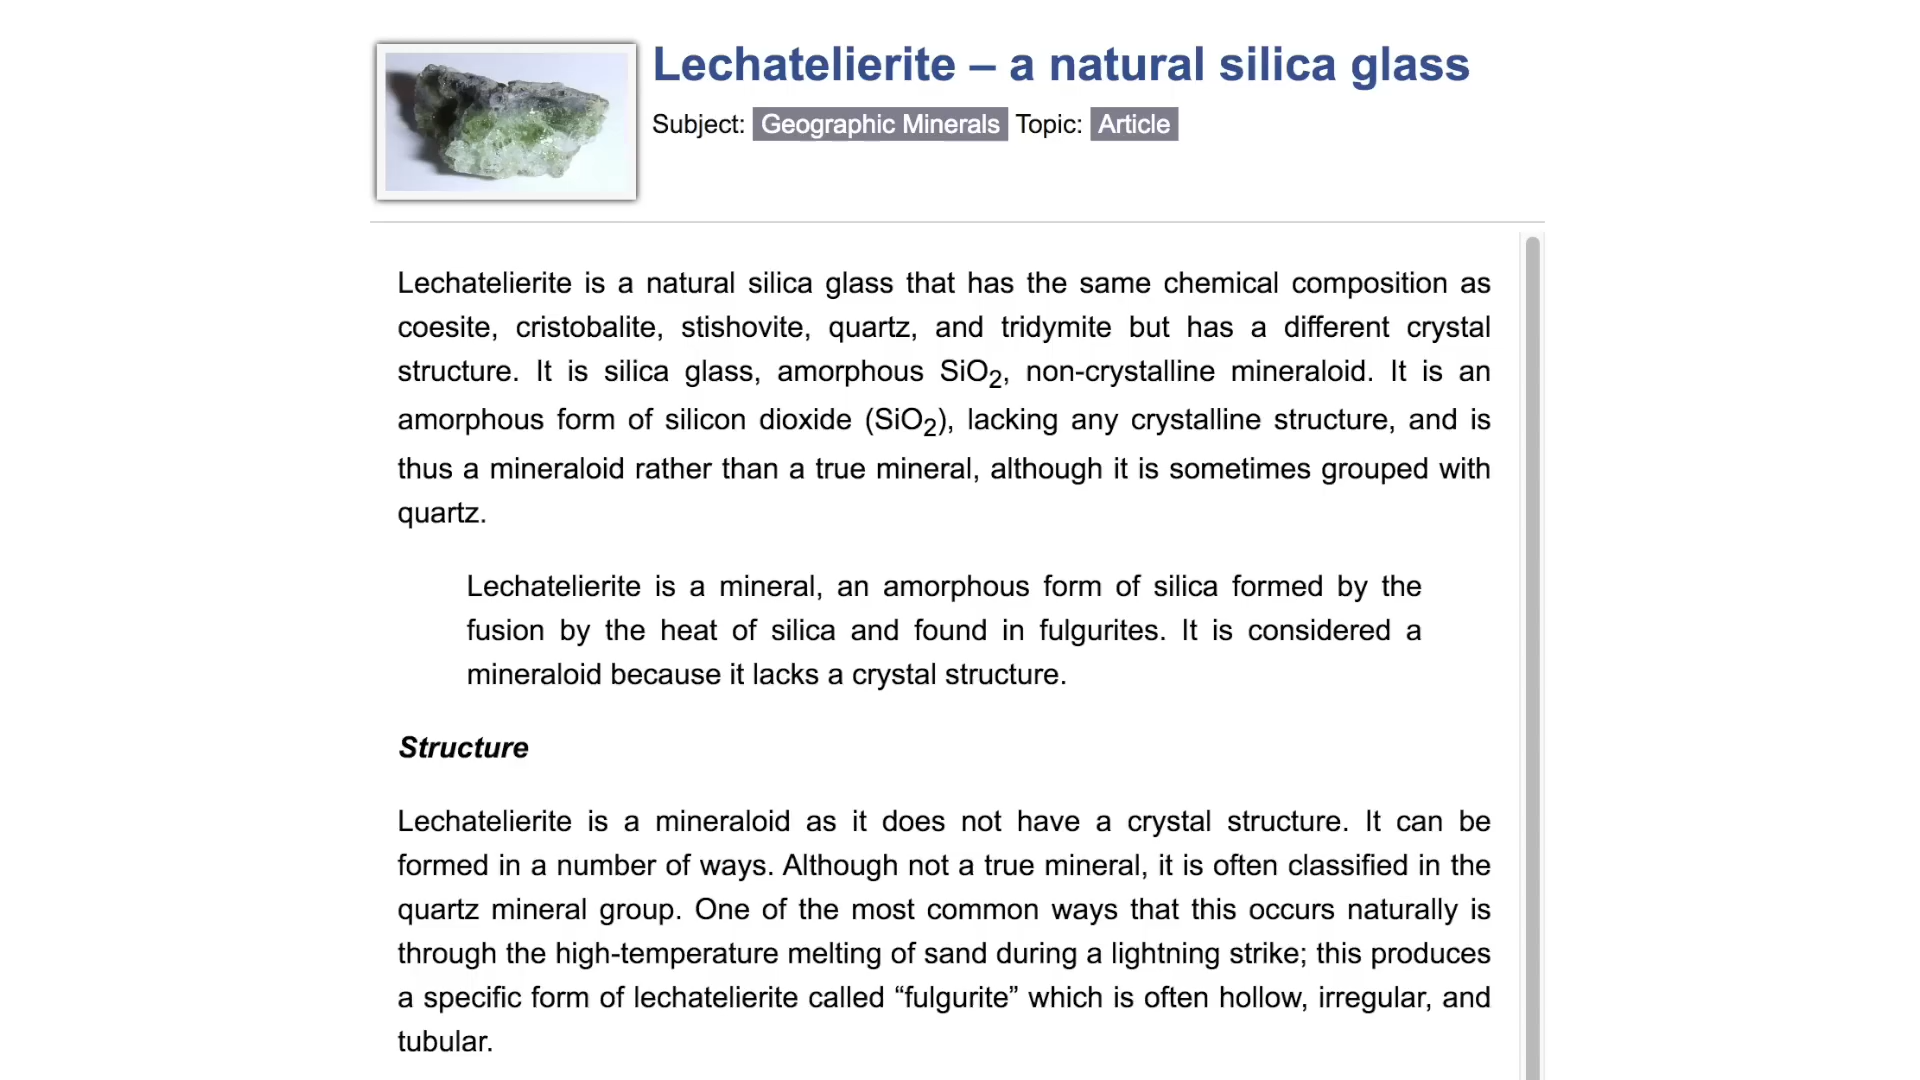 Lechatelierite – a natural silica glass
Subject: Geographic Minerals Topic: Article
Lechatelierite is a natural silica glass that has the same chemical composition as
coesite, cristobalite, stishovite, quartz, and tridymite but has a different crystal
structure. It is silica glass, amorphous SiO₂, non-crystalline mineraloid. It is an
amorphous form of silicon dioxide (SiO₂), lacking any crystalline structure, and is
thus a mineraloid rather than a true mineral, although it is sometimes grouped with
quartz.
Lechatelierite is a mineral, an amorphous form of silica formed by the
fusion by the heat of silica and found in fulgurites. It is considered a
mineraloid because it lacks a crystal structure.
Structure
Lechatelierite is a mineraloid as it does not have a crystal structure. It can be
formed in a number of ways. Although not a true mineral, it is often classified in the
quartz mineral group. One of the most common ways that this occurs naturally is
through the high-temperature melting of sand during a lightning strike; this produces
a specific form of lechatelierite called “fulgurite” which is often hollow, irregular, and
tubular.